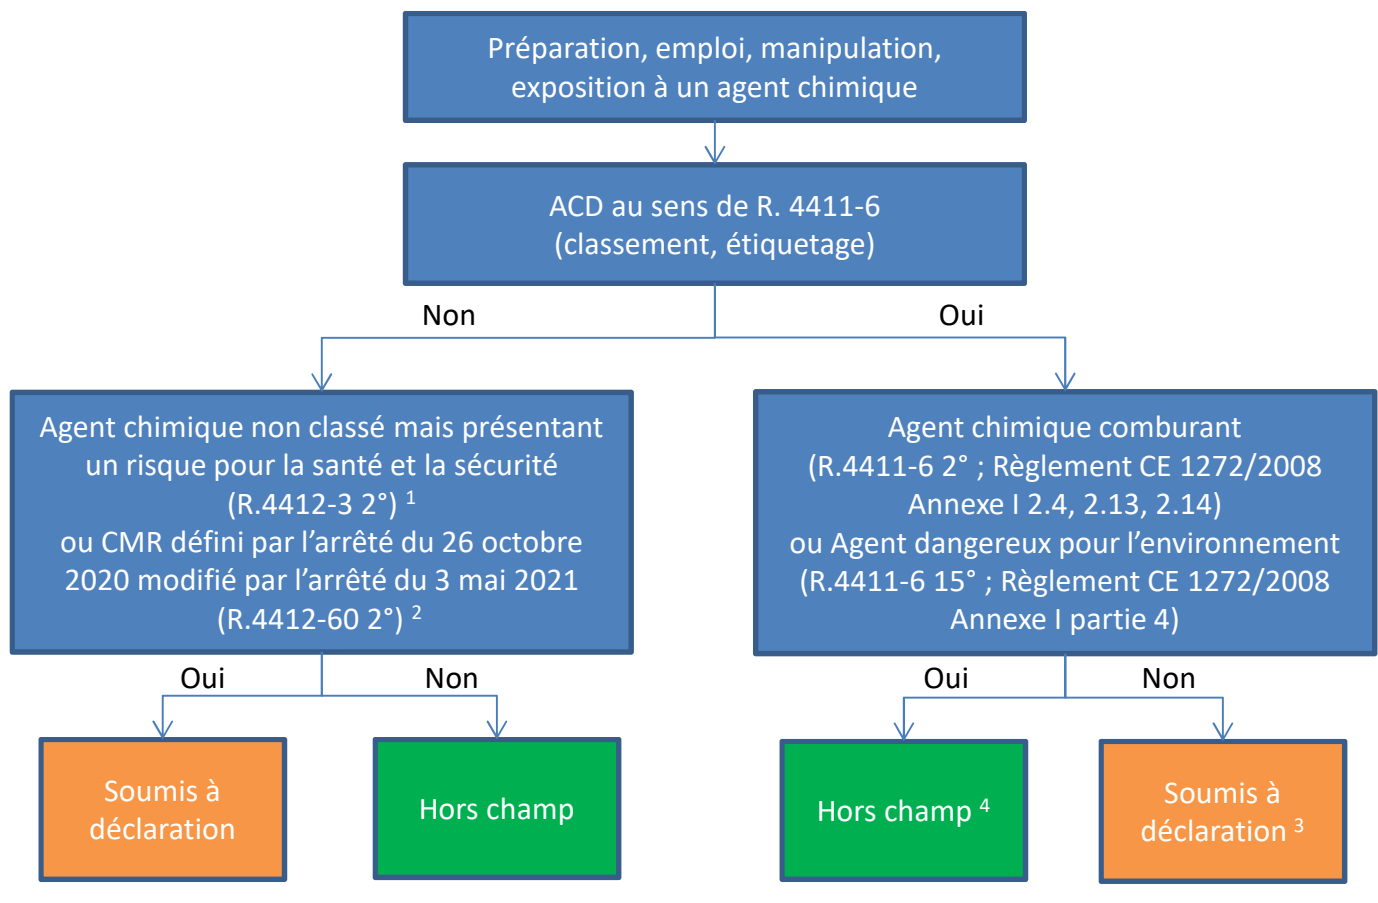 Préparation, emploi, manipulation,
exposition à un agent chimique
ACD au sens de R. 4411-6
(classement, étiquetage)
Non
Oui
Agent chimique non classé mais présentant
un risque pour la santé et la sécurité
(R.4412-3 2°) 1
ou CMR défini par l’arrêté du 26 octobre
2020 modifié par l’arrêté du 3 mai 2021
(R.4412-60 2°) 2
Agent chimique comburant
(R.4411-6 2° ; Règlement CE 1272/2008
Annexe I 2.4, 2.13, 2.14)
ou Agent dangereux pour l’environnement
(R.4411-6 15° ; Règlement CE 1272/2008
Annexe I partie 4)
Oui
Non
Oui
Non
Soumis à
déclaration
Hors champ
Hors champ 4
Soumis à
déclaration 3